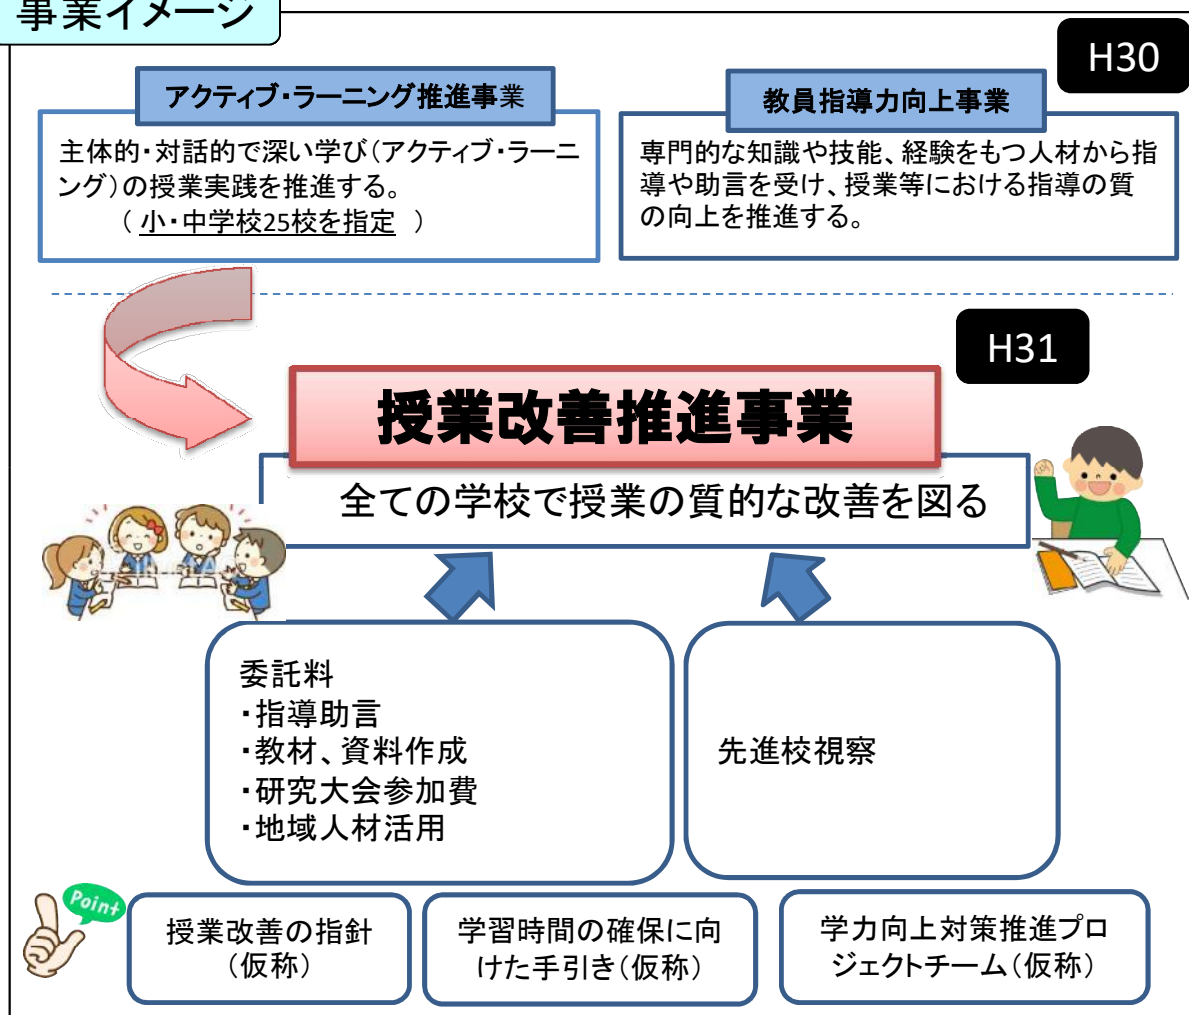 事業イメージ
H30
アクティブ・ラーニング推進事業
主体的・対話的で深い学び(アクティブ・ラーニ
ング)の授業実践を推進する。
( 小・中学校25校を指定 )
教員指導力向上事業
専門的な知識や技能、経験をもつ人材から指
導や助言を受け、授業等における指導の質
の向上を推進する。
H31
授業改善推進事業
全ての学校で授業の質的な改善を図る
委託料
・指導助言
・教材、資料作成
・研究大会参加費
・地域人材活用
先進校視察
Point
授業改善の指針
(仮称)
学習時間の確保に向
けた手引き(仮称)
学力向上対策推進プロ
ジェクトチーム(仮称)